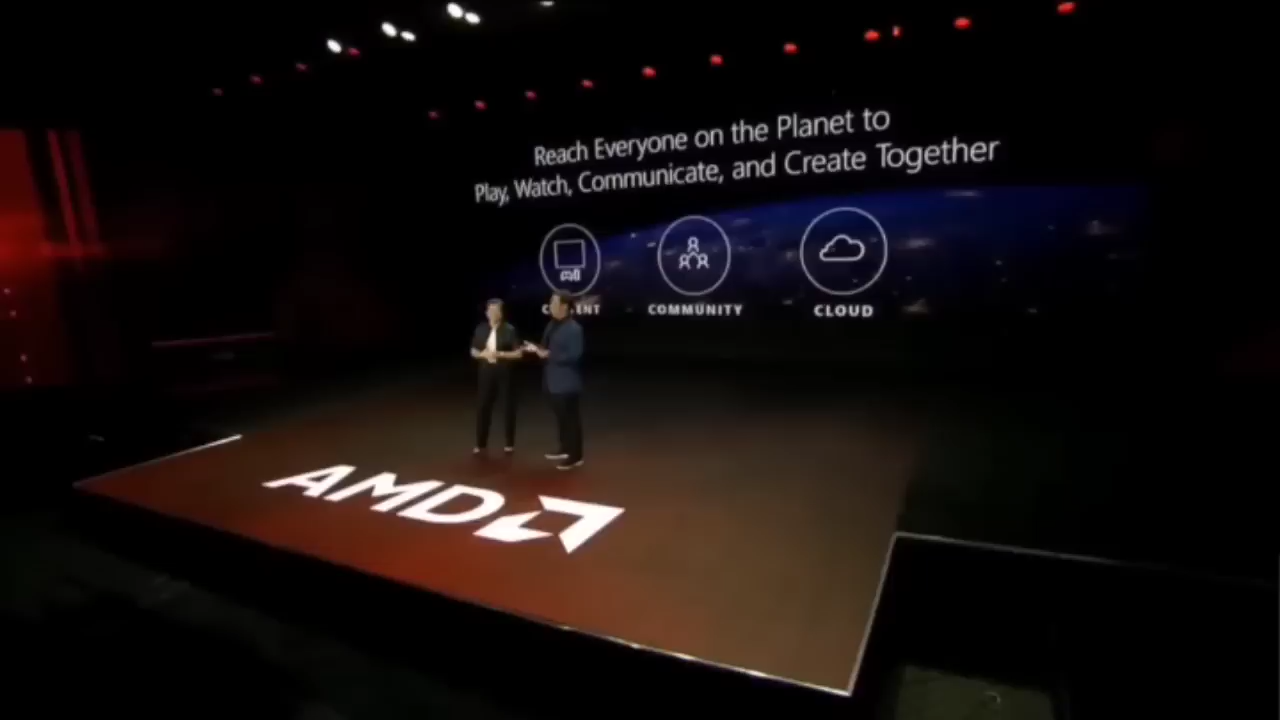 Reach Everyone on the Planet to
Play, Watch, Communicate, and Create Together
COMMUNITY
CLOUD
AMD